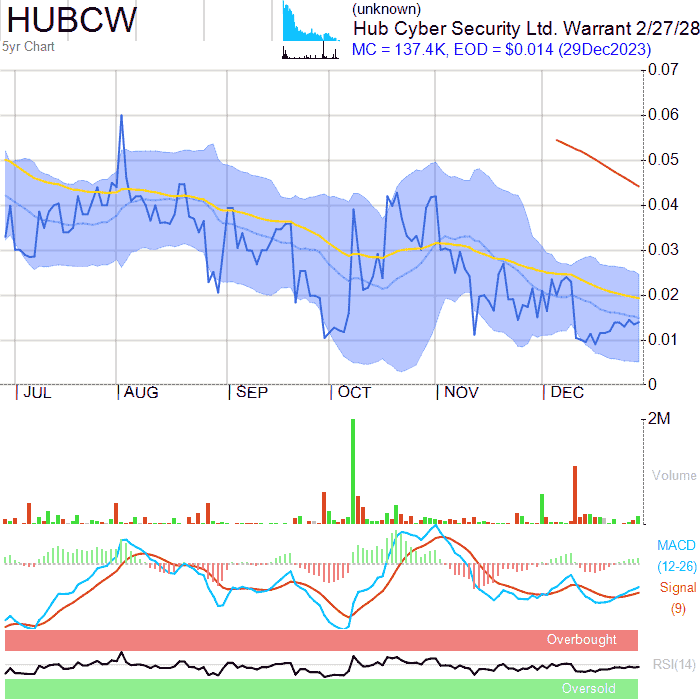 HUBCW
5yr Chart
(unknown)
Hub Cyber Security Ltd. Warrant 2/27/28
MC = 137.4K, EOD = $0.014 (29Dec2023)
0.07
0.06
0.05
0.04
0.03
0.02
0.01
0
JUL AUG SEP OCT NOV DEC
2M
Volume
MACD
(12-26)
Signal
(9)
Overbought
RSI(14)
Oversold